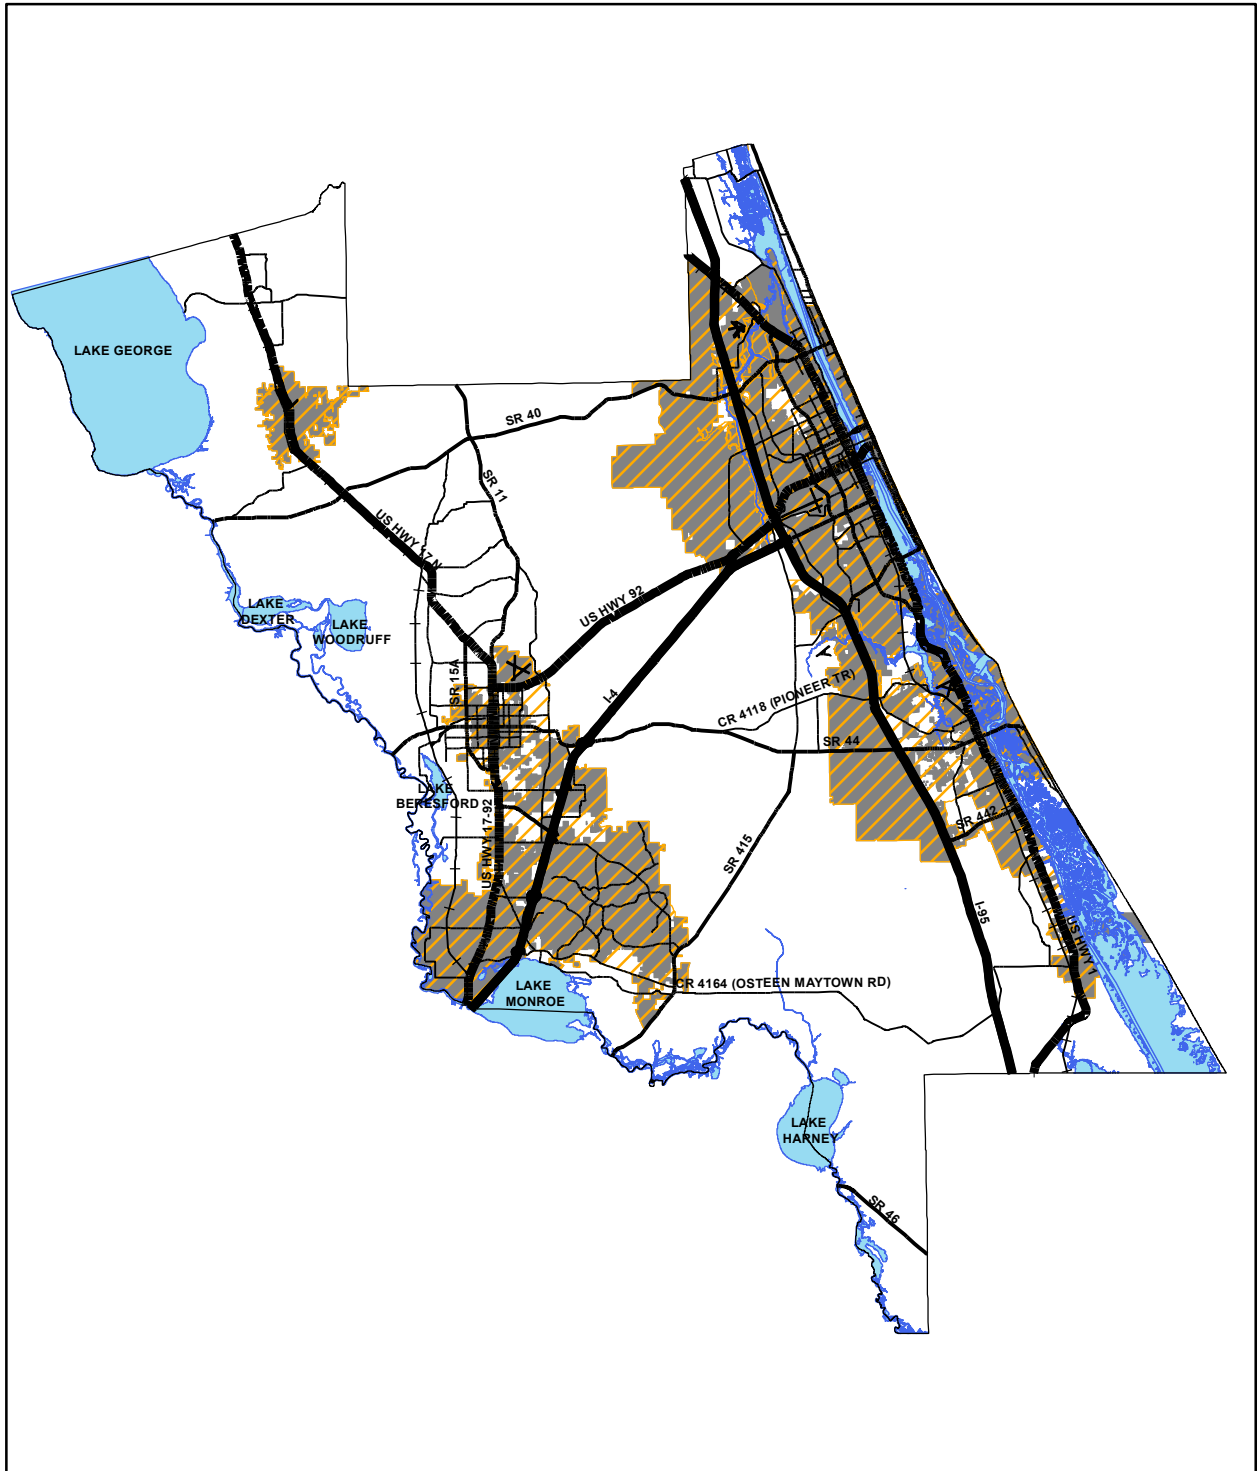 LAKE GEORGE
SR 40
SR 11
US HWY 17 N
LAKE
DEXTER
LAKE
WOODRUFF
US HWY 92
SR 15A
I-4
CR 4118 (PIONEER TR)
SR 44
LAKE
BERESFORD
US HWY 17-92
SR 442
SR 415
I-95
US HWY 1
CR 4164 (OSTEEN MAYTOWN RD)
LAKE
MONROE
LAKE
HARNEY
SR 46